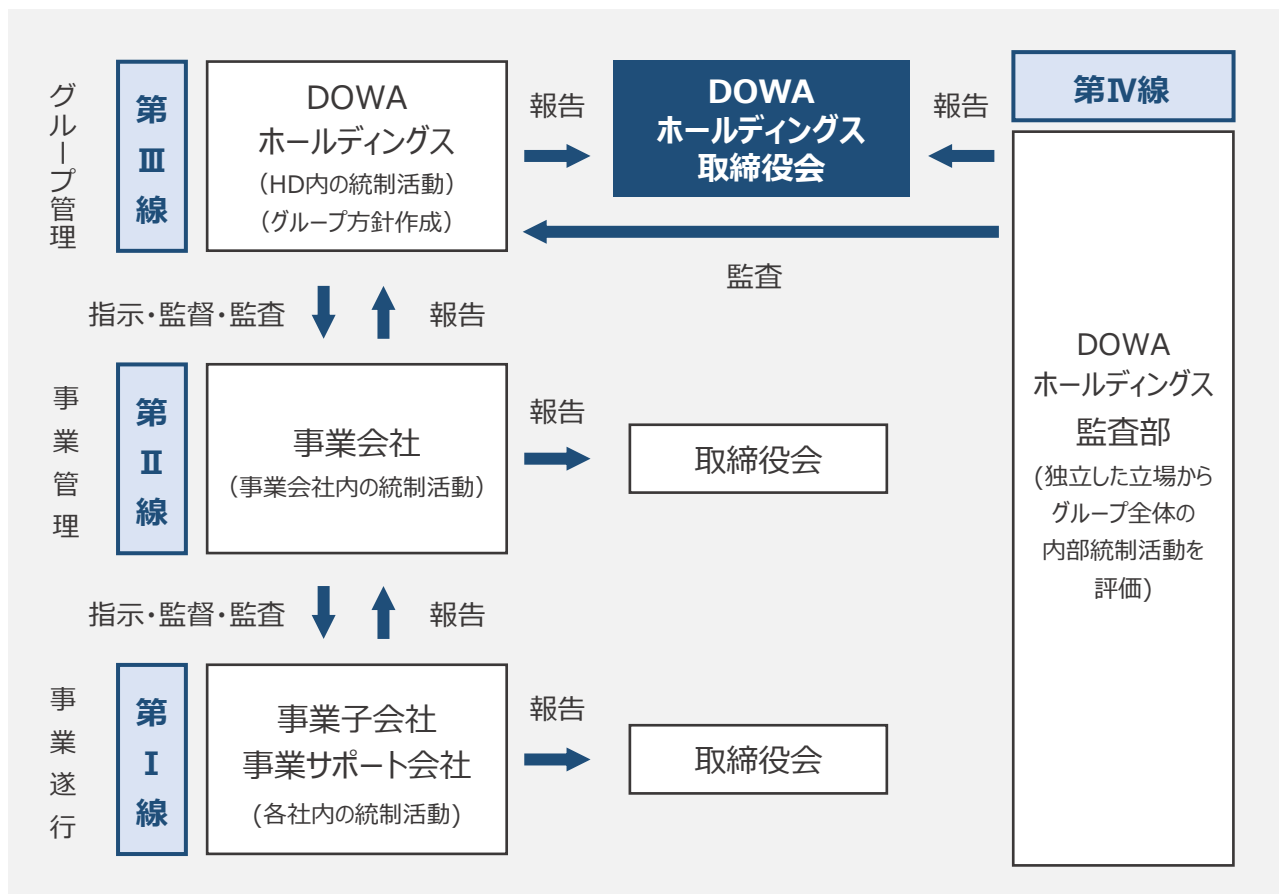 グループ管理
第Ⅲ線
DOWA
ホールディングス
（HD内の統制活動）
（グループ方針作成）
報告
DOWA
ホールディングス
取締役会
報告
第Ⅳ線
監査
指示・監督・監査
報告
事業管理
第Ⅱ線
事業会社
（事業会社内の統制活動）
報告
取締役会
DOWA
ホールディングス
監査部
(独立した立場から
グループ全体の
内部統制活動を
評価)
指示・監督・監査
報告
事業遂行
第Ⅰ線
事業子会社
事業サポート会社
(各社内の統制活動)
報告
取締役会